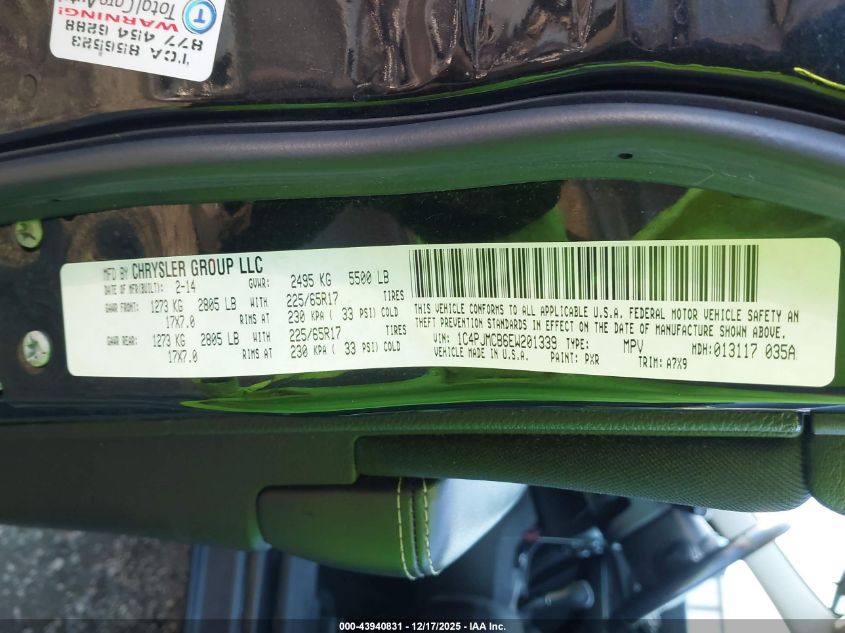 TCA 8565523
877 454 6288
WARNING!
TotalCareAuto
MFD BY CHRYSLER GROUP LLC
DATE OF MFR(BUILT): 2-14 GVWR: 2495 KG 5500 LB
GAWR FRONT: 1273 KG 2805 LB WITH 225/65R17 TIRES
17X7.0 RIMS AT 230 KPA ( 33 PSI) COLD
GAWR REAR: 1273 KG 2805 LB WITH 225/65R17 TIRES
17X7.0 RIMS AT 230 KPA ( 33 PSI) COLD
THIS VEHICLE CONFORMS TO ALL APPLICABLE U.S.A. FEDERAL MOTOR VEHICLE SAFETY AN
THEFT PREVENTION STANDARDS IN EFFECT ON THE DATE OF MANUFACTURE SHOWN ABOVE.
VIN: 1C4PJMCB6EW201339 TYPE: MPV MDH:013117 035A
VEHICLE MADE IN U.S.A. PAINT: PXR TRIM: A7X9
000-43940831 - 12/17/2025 - IAA Inc.